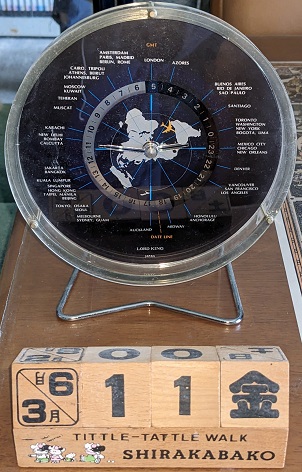 GMT
AMSTERDAM
PARIS, MADRID
BERLIN, ROME
LONDON
AZORES
CAIRO, TRIPOLI
ATHENS, BEIRUT
JOHANNESBURG
BUENOS AIRES
RIO DE JANEIRO
SAO PAULO
MOSCOW
KUWAIT
TEHERAN
SANTIAGO
MUSCAT
TORONTO
WASHINGTON
NEW YORK
BOGOTA, LIMA
KARACHI
NEW DELHI
BOMBAY
CALCUTTA
MEXICO CITY
CHICAGO
NEW ORLEANS
JAKARTA
BANGKOK
DENVER
KUALA LUMPUR
SINGAPORE
HONG KONG
TAIPEI, MANILA
BEIJING
VANCOUVER
SAN FRANCISCO
LOS ANGELES
TOKYO, OSAKA
SEOUL
HONOLULU
ANCHORAGE
MELBOURNE
SYDNEY, GUAM
AUCKLAND
MIDWAY
DATE LINE
LORD KING
JAPAN
日 6
3 月
1 1 金
TITTLE-TATTLE WALK
SHIRAKABAKO